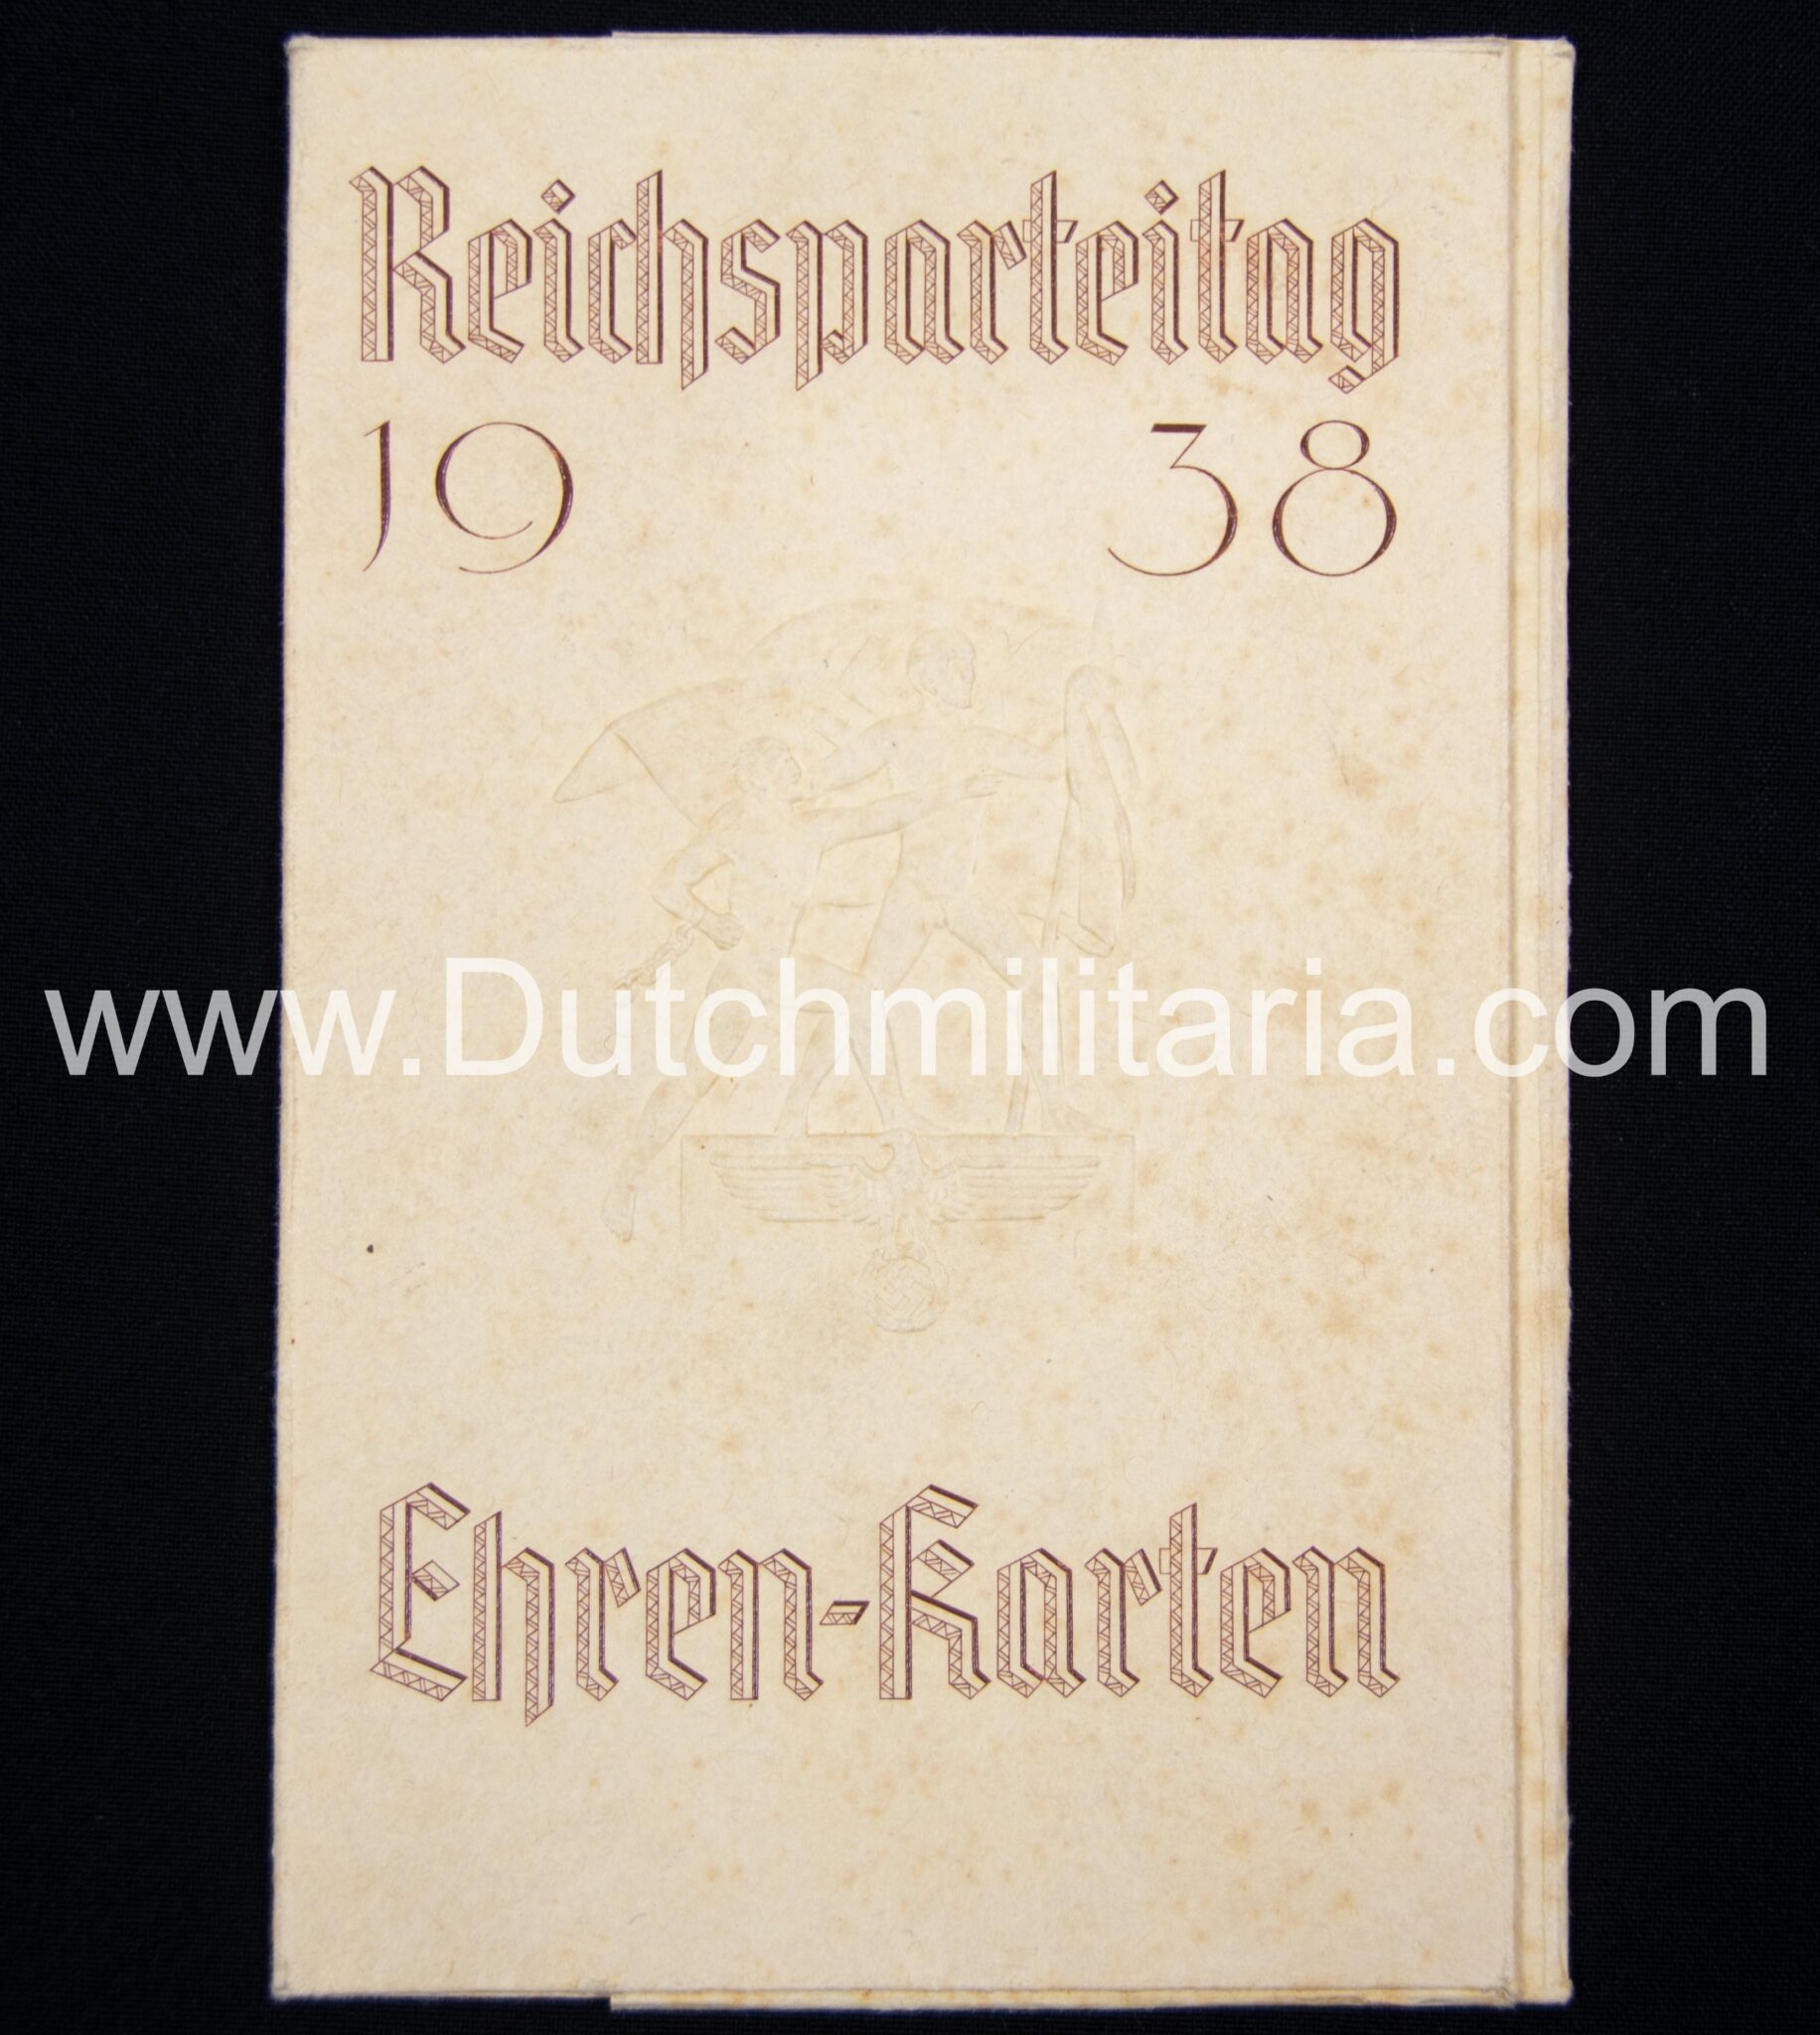 Reichsparteitag
19 38
www.Dutchmilitaria.com
Ehren-Karten